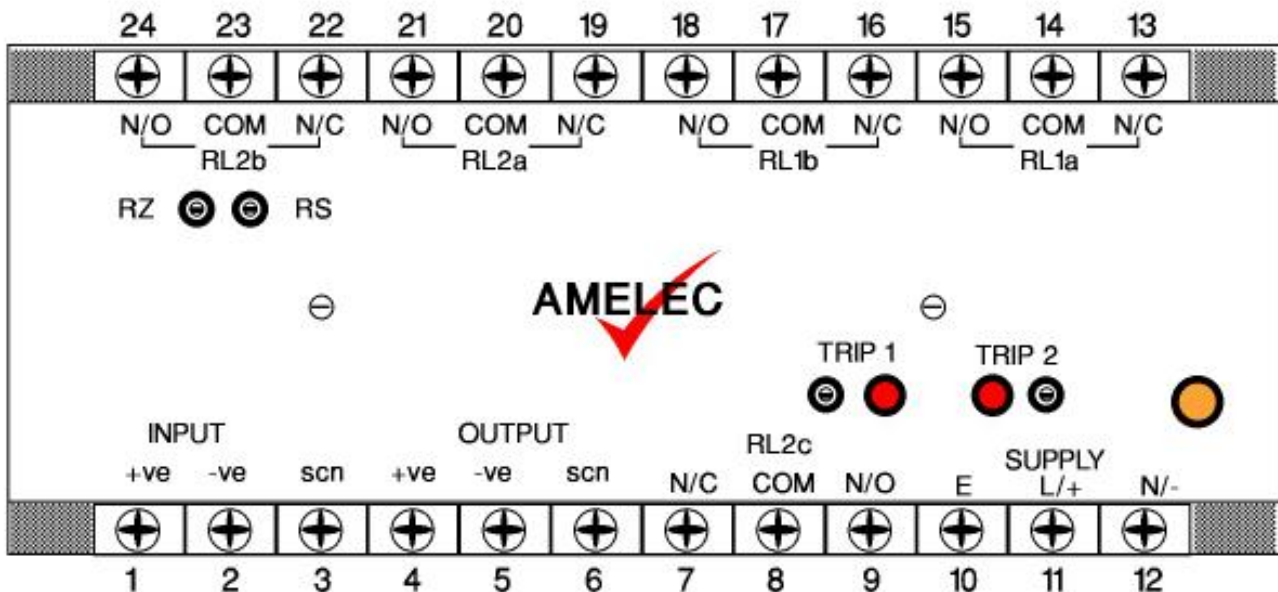 24 23 22 21 20 19 18 17 16 15 14 13
N/O COM N/C N/O COM N/C N/O COM N/C N/O COM N/C
RL2b RL2a RL1b RL1a
RZ RS
AMELEC
TRIP 1 TRIP 2
INPUT OUTPUT
RL2c
SUPPLY
+ve -ve scn +ve -ve scn
N/C COM N/O E L/+ N/-
1 2 3 4 5 6 7 8 9 10 11 12